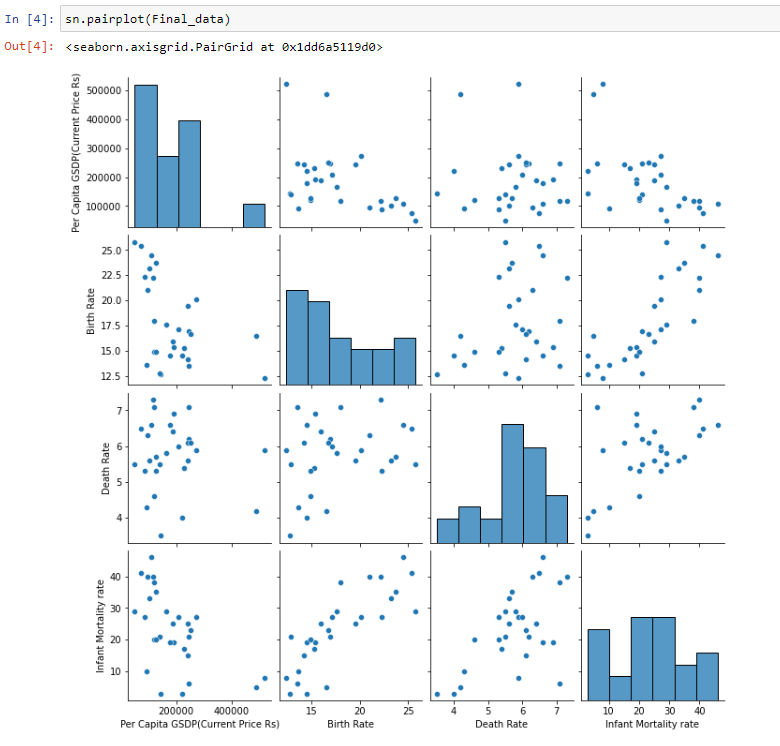 In [4]: sn.pairplot(Final_data)
Out[4]: <seaborn.axisgrid.PairGrid at 0x1dd6a5119d0>
Per Capita GSDP(Current Price Rs)
500000
400000
300000
200000
100000
Birth Rate
25.0
22.5
20.0
17.5
15.0
12.5
Death Rate
7
6
5
4
Infant Mortality rate
40
30
20
10
200000 400000
Per Capita GSDP(Current Price Rs)
15 20 25
Birth Rate
4 5 6 7
Death Rate
10 20 30 40
Infant Mortality rate